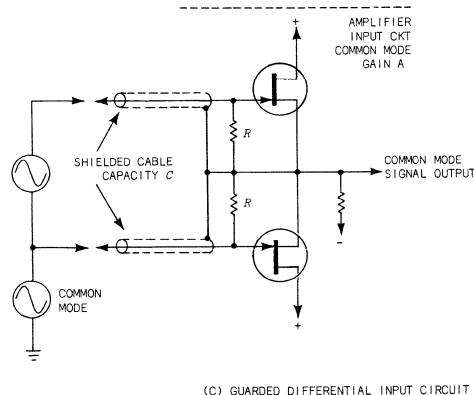 AMPLIFIER
INPUT CKT
COMMON MODE
GAIN A
+
R
SHIELDED CABLE
CAPACITY C
COMMON MODE
SIGNAL OUTPUT
R
−
COMMON
MODE
+
(C) GUARDED DIFFERENTIAL INPUT CIRCUIT